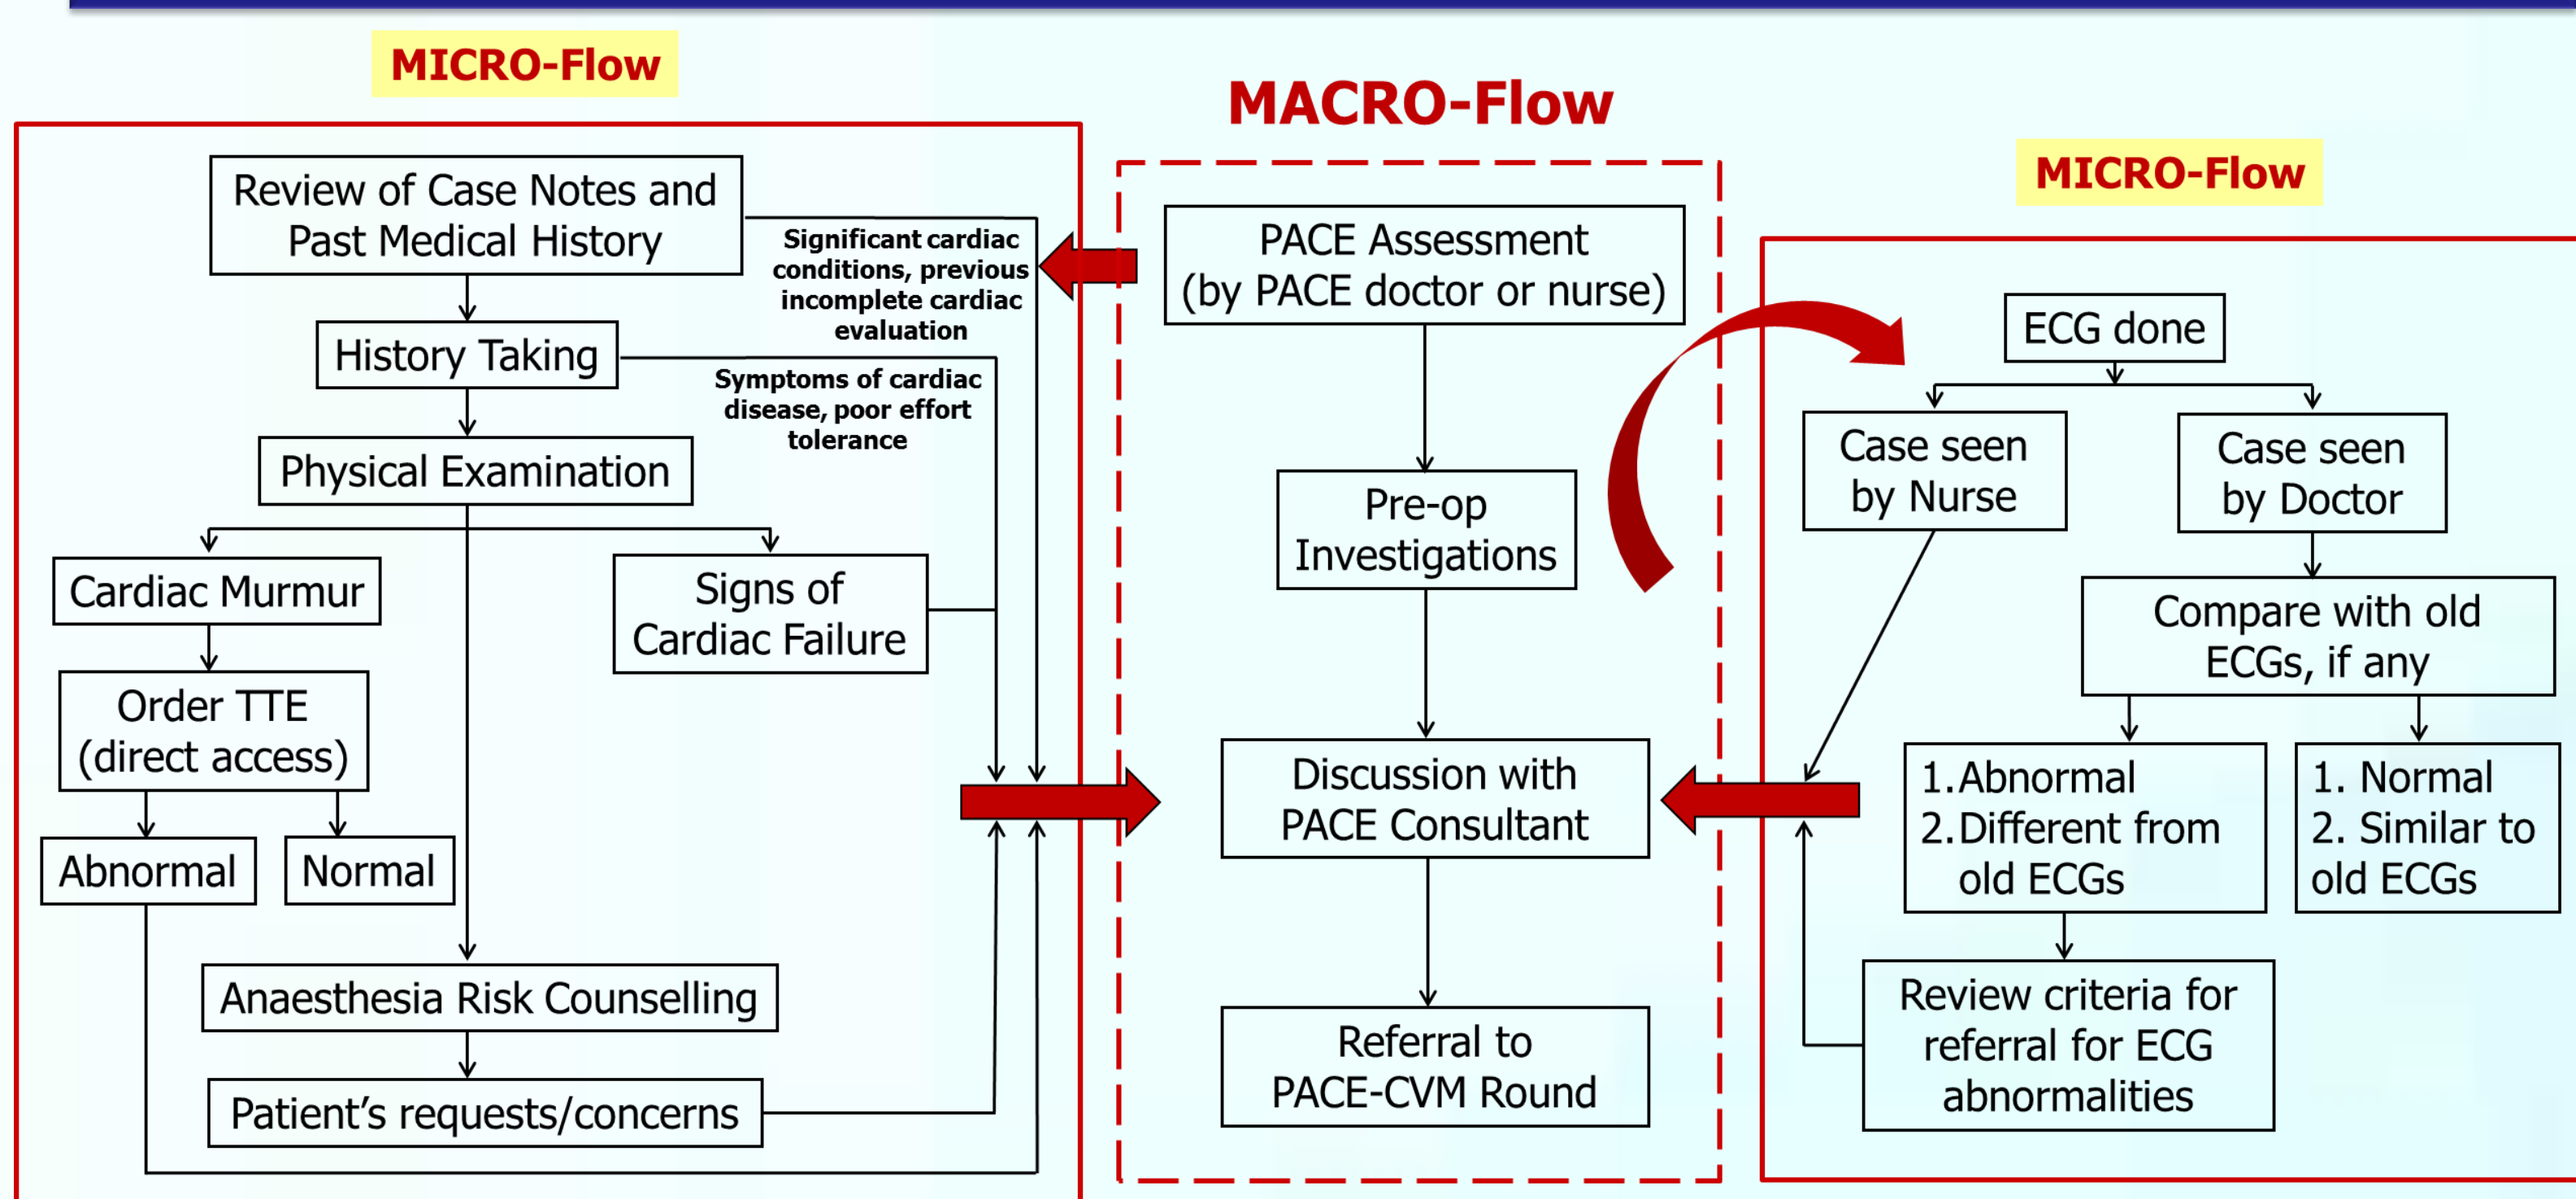 MICRO-Flow
Review of Case Notes and
Past Medical History
Significant cardiac
conditions, previous
incomplete cardiac
evaluation
History Taking
Symptoms of cardiac
disease, poor effort
tolerance
Physical Examination
Cardiac Murmur
Signs of
Cardiac Failure
Order TTE
(direct access)
Abnormal
Normal
Anaesthesia Risk Counselling
Patient’s requests/concerns
MACRO-Flow
PACE Assessment
(by PACE doctor or nurse)
Pre-op
Investigations
Discussion with
PACE Consultant
Referral to
PACE-CVM Round
MICRO-Flow
ECG done
Case seen
by Nurse
Case seen
by Doctor
Compare with old
ECGs, if any
1.Abnormal
2.Different from
old ECGs
1. Normal
2. Similar to
old ECGs
Review criteria for
referral for ECG
abnormalities